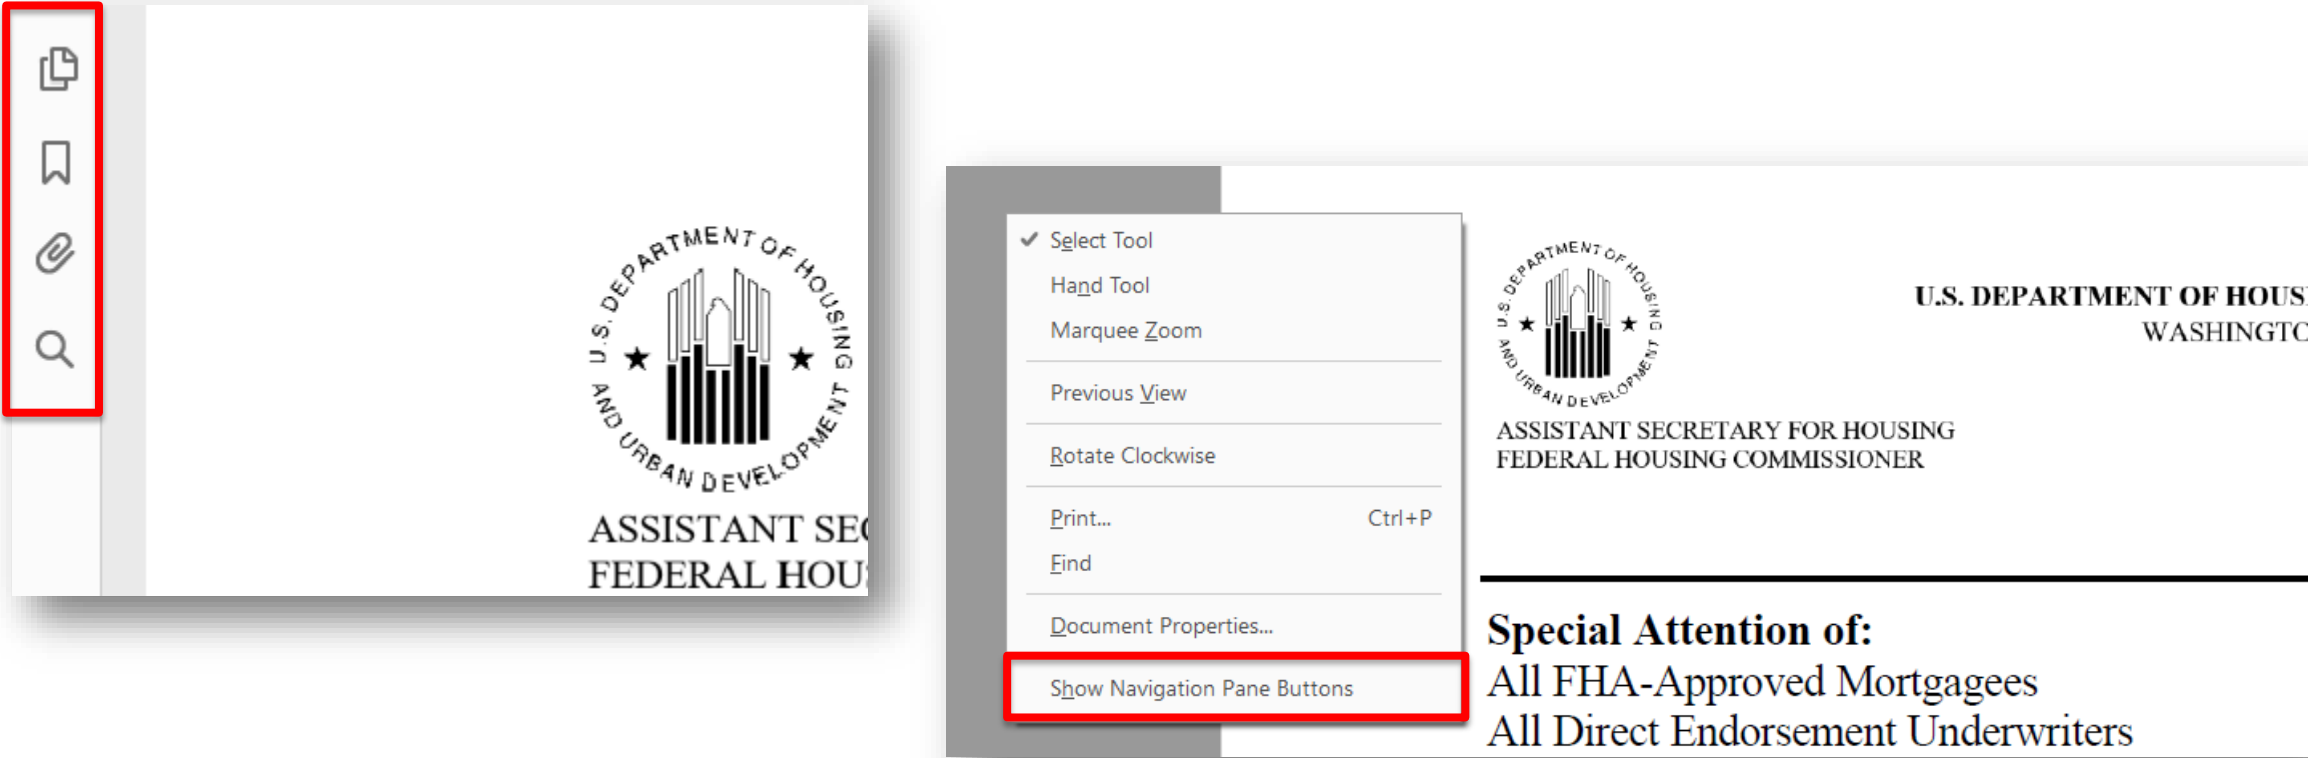 U.S. DEPARTMENT OF HOUSING
AND URBAN DEVELOPMENT
ASSISTANT SEC
FEDERAL HOU
Select Tool
Hand Tool
Marquee Zoom
Previous View
Rotate Clockwise
Print... Ctrl+P
Find
Document Properties...
Show Navigation Pane Buttons
U.S. DEPARTMENT OF HOUSING
AND URBAN DEVELOPMENT
U.S. DEPARTMENT OF HOUS
WASHINGTO
ASSISTANT SECRETARY FOR HOUSING
FEDERAL HOUSING COMMISSIONER
Special Attention of:
All FHA-Approved Mortgagees
All Direct Endorsement Underwriters